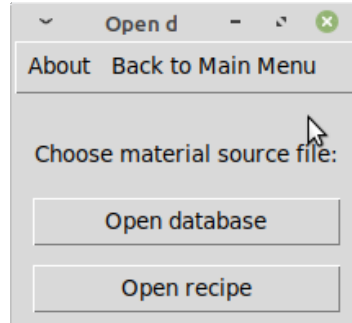 Open d
About Back to Main Menu
Choose material source file:
Open database
Open recipe